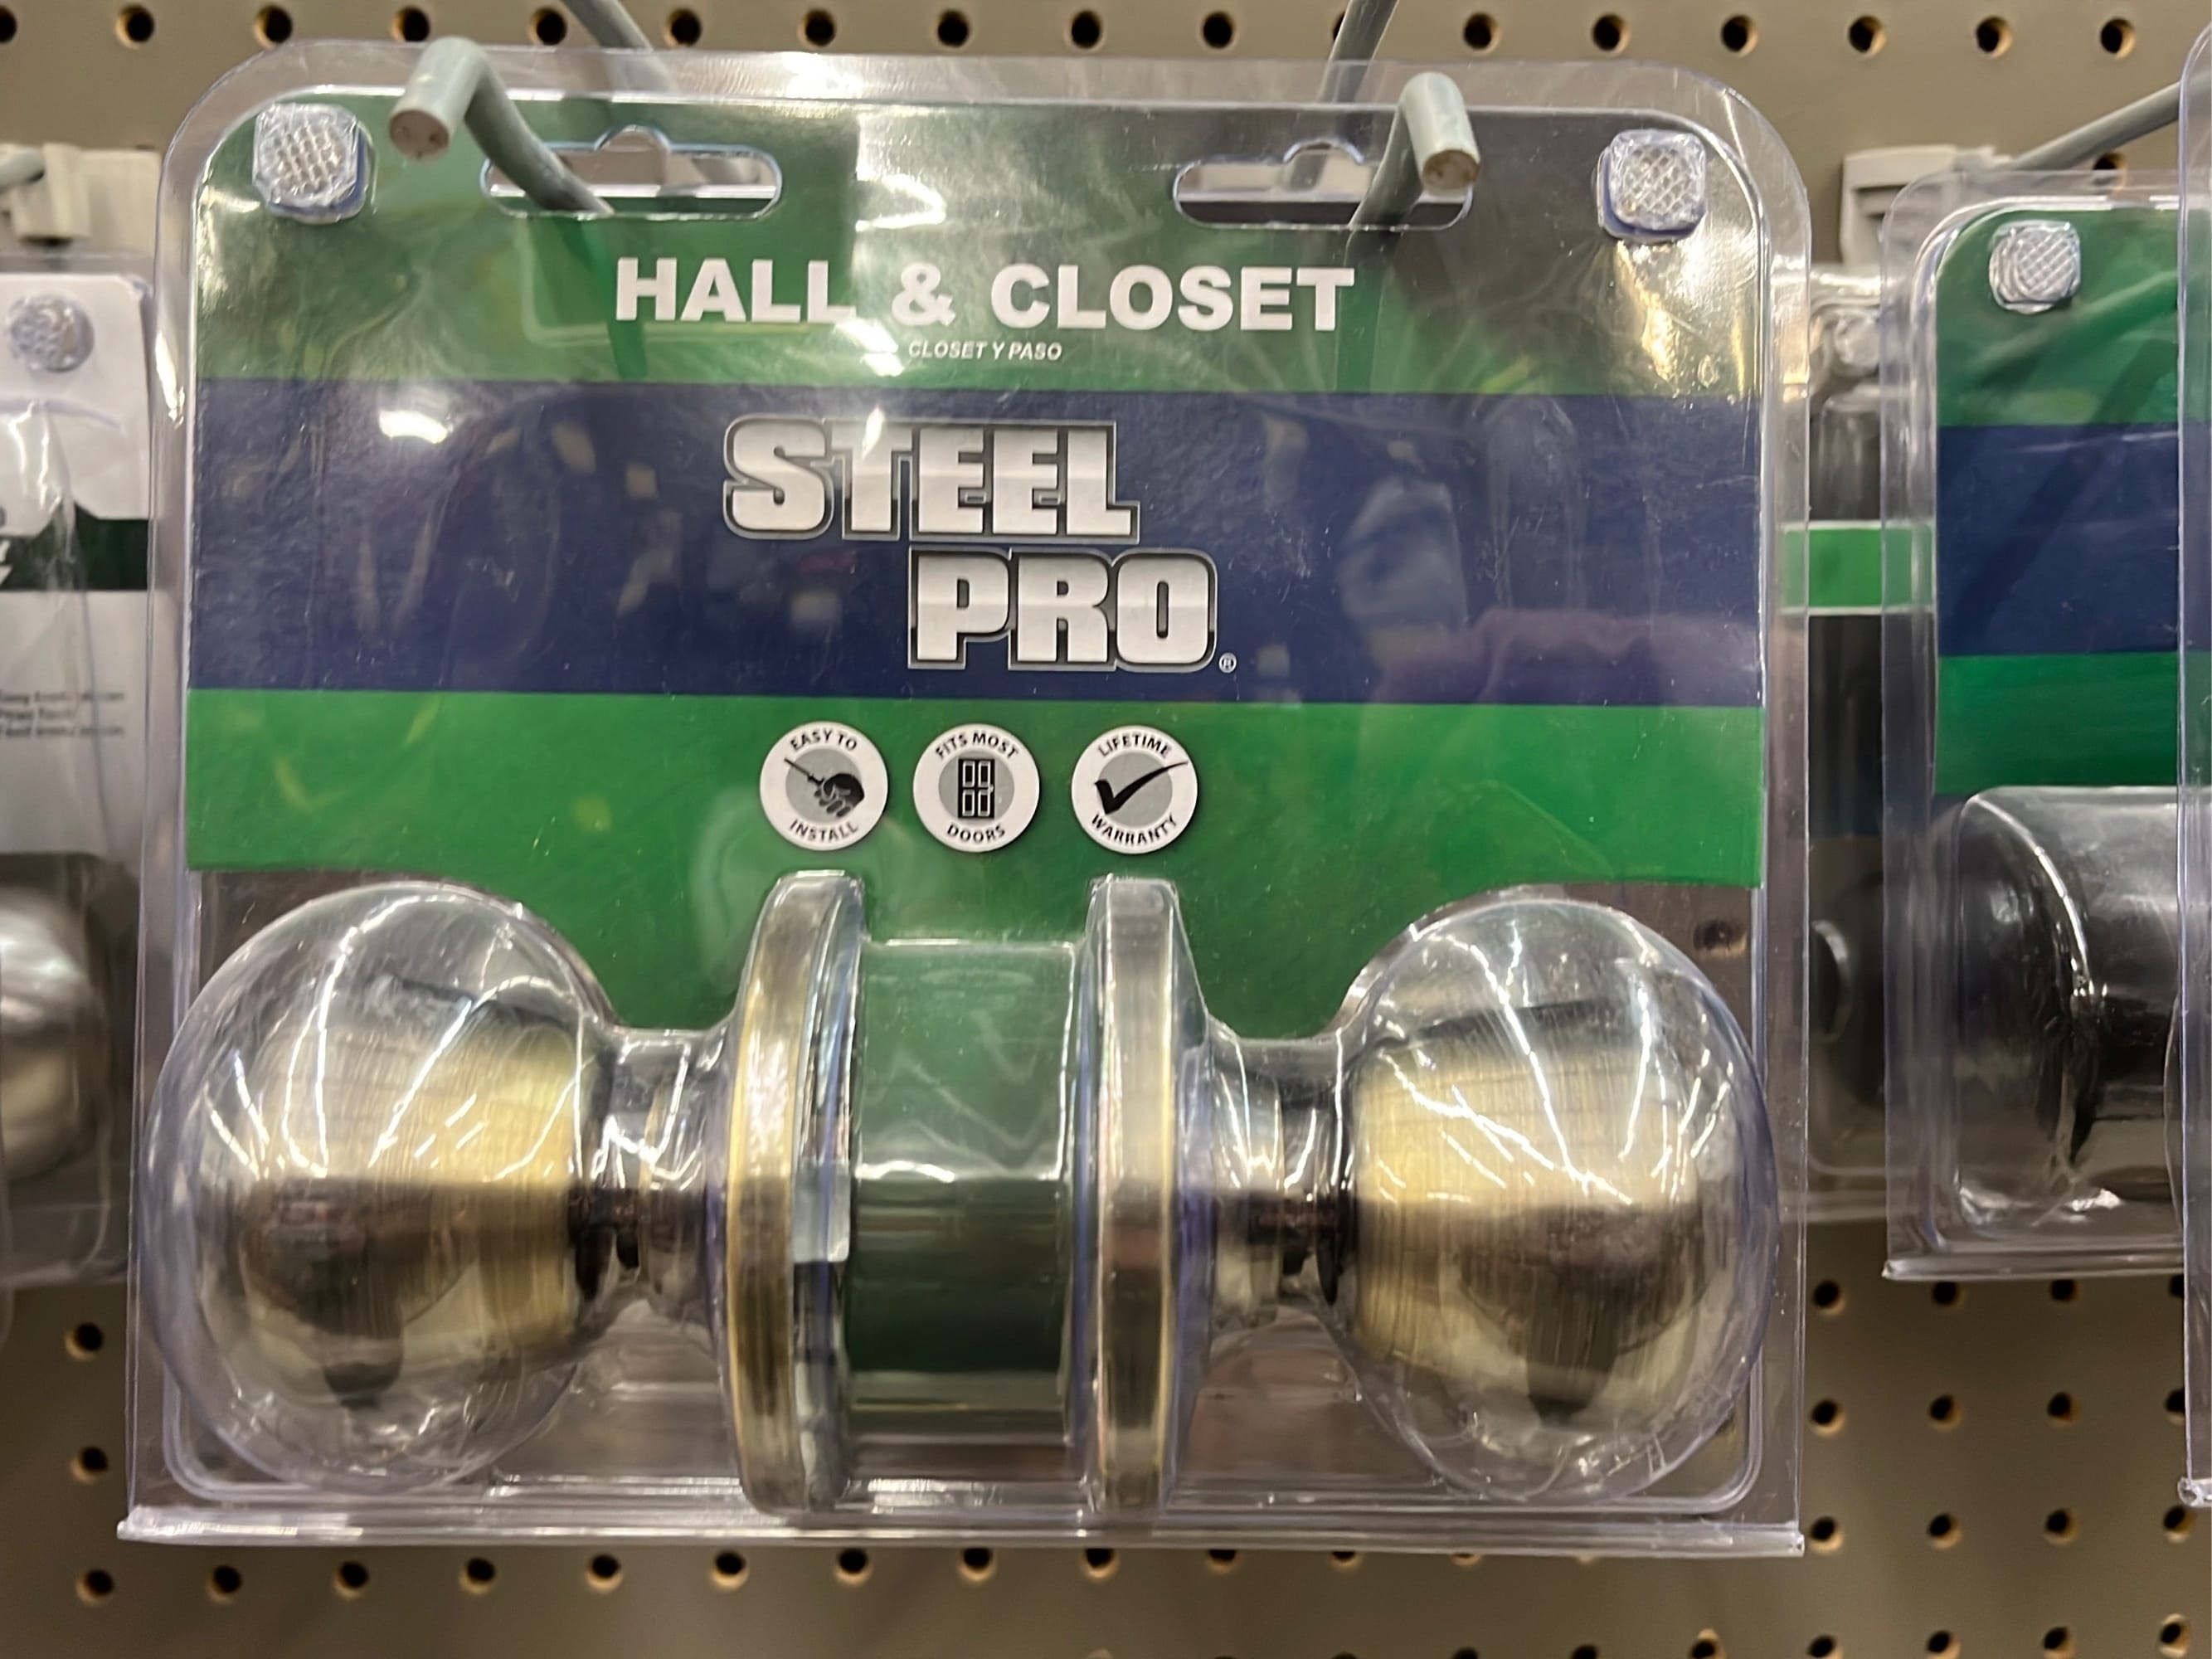 HALL & CLOSET
CLOSET Y PASO
STEEL
PRO®
EASY TO INSTALL
FITS MOST DOORS
LIFETIME WARRANTY